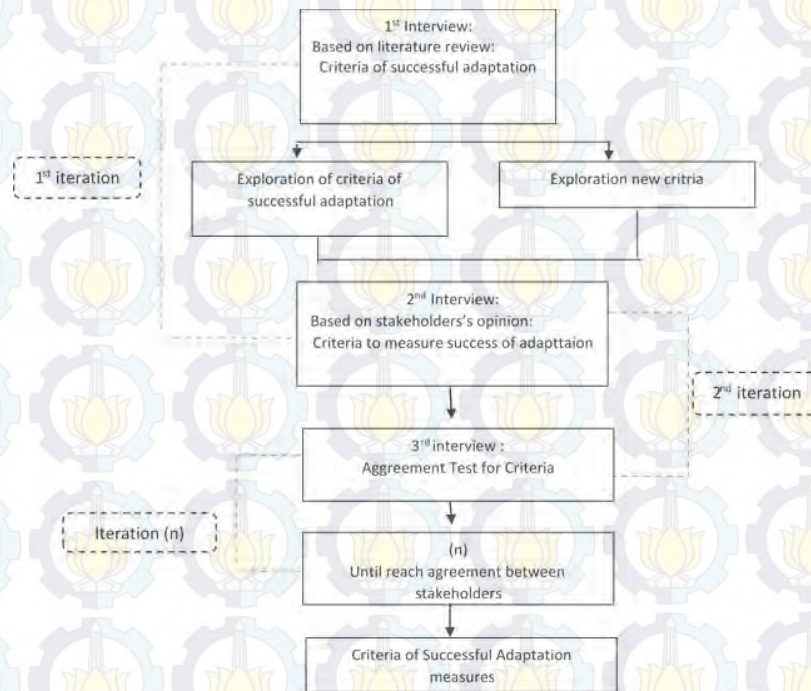 1st Interview:
Based on literature review:
Criteria of successful adaptation
1st iteration
Exploration of criteria of
successful adaptation
Exploration new critria
2nd Interview:
Based on stakeholders's opinion:
Criteria to measure success of adapttaion
2nd iteration
3rd interview :
Aggreement Test for Criteria
Iteration (n)
(n)
Until reach agreement between
stakeholders
Criteria of Successful Adaptation
measures